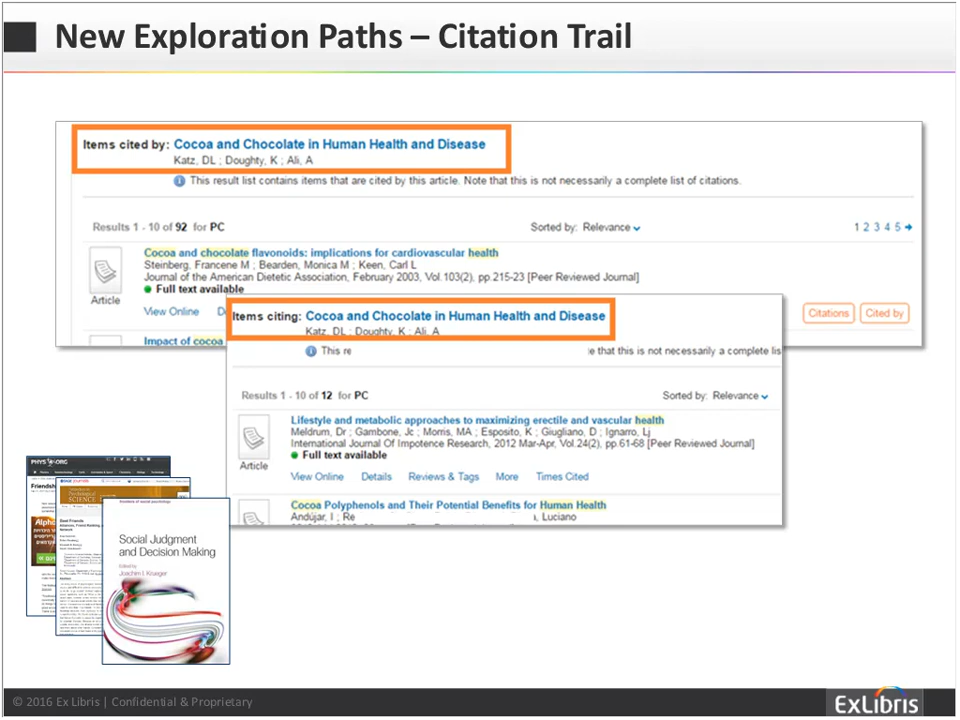 New Exploration Paths – Citation Trail
Items cited by: Cocoa and Chocolate in Human Health and Disease
Katz, DL ; Doughty, K ; Ali, A
This result list contains items that are cited by this article. Note that this is not necessarily a complete list of citations.
Results 1 - 10 of 92 for PC
Sorted by: Relevance
1 2 3 4 5
Cocoa and chocolate flavonoids: implications for cardiovascular health
Steinberg, Francene M ; Bearden, Monica M ; Keen, Carl L
Journal of the American Dietetic Association, February 2003, Vol.103(2), pp.215-23 [Peer Reviewed Journal]
Full text available
Article
View Online
Citations
Cited by
Impact of cocoa
Items citing: Cocoa and Chocolate in Human Health and Disease
Katz, DL ; Doughty, K ; Ali, A
This re
e that this is not necessarily a complete lis
Results 1 - 10 of 12 for PC
Sorted by: Relevance
Lifestyle and metabolic approaches to maximizing erectile and vascular health
Meldrum, Dr ; Gambone, Jc ; Morris, MA ; Esposito, K ; Giugliano, D ; Ignarro, Lj
International Journal Of Impotence Research, 2012 Mar-Apr, Vol.24(2), pp.61-68 [Peer Reviewed Journal]
Full text available
Article
View Online Details Reviews & Tags More Times Cited
Cocoa Polyphenols and Their Potential Benefits for Human Health
Andújar, I ; Re
, Luciano
PHYS ORG
Friendsh
SCIENCE
Alpha
Social Judgment
and Decision Making
Edited by
Joachim I. Krueger
© 2016 Ex Libris | Confidential & Proprietary
ExLibris